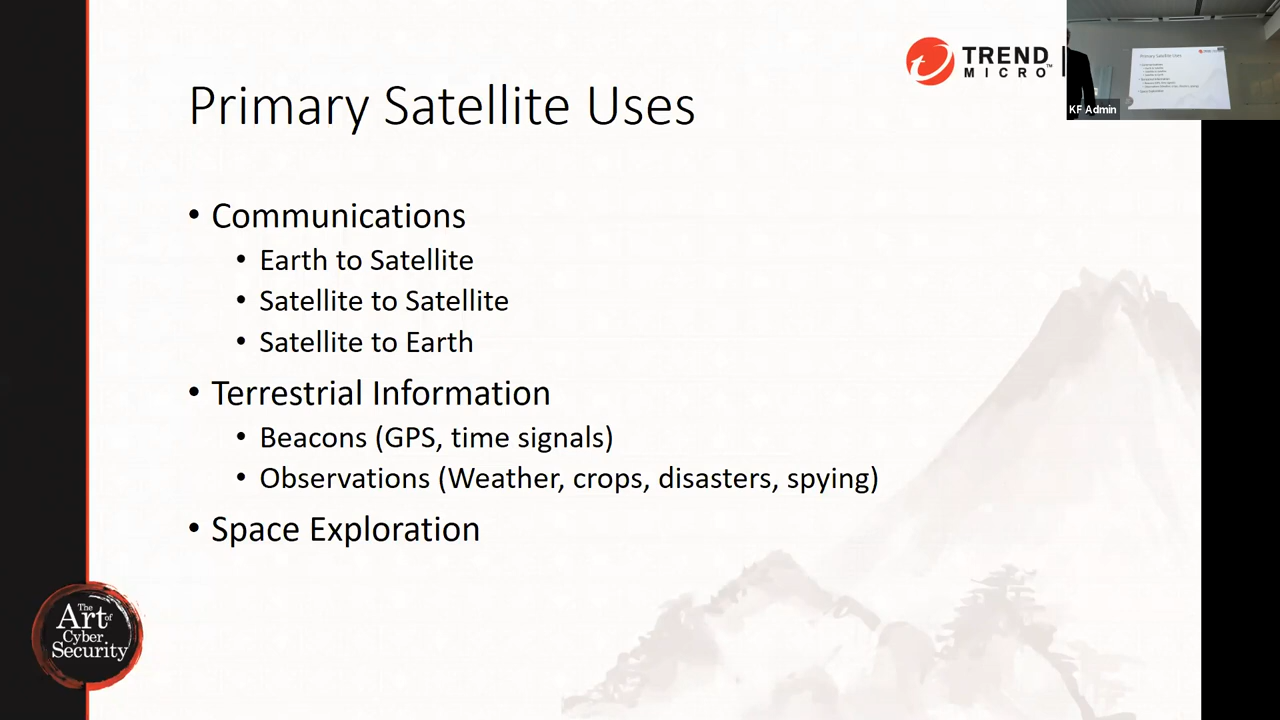 Primary Satellite Uses
TREND
MICRO™
KF Admin
• Communications
• Earth to Satellite
• Satellite to Satellite
• Satellite to Earth
• Terrestrial Information
• Beacons (GPS, time signals)
• Observations (Weather, crops, disasters, spying)
• Space Exploration
The
Art of
Cyber
Security